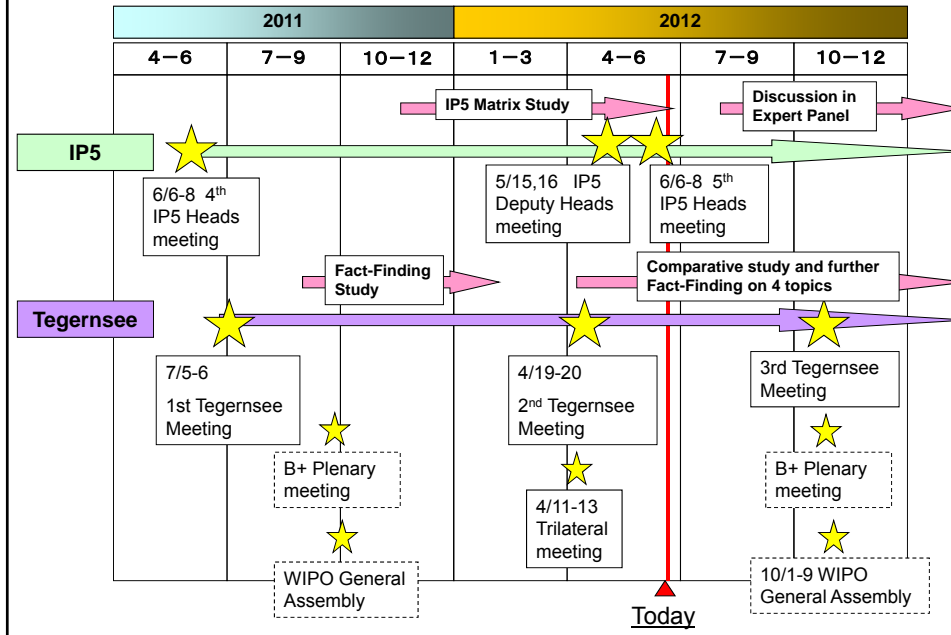 2011
2012
4－6
7－9
10－12
1－3
4－6
7－9
10－12
IP5 Matrix Study
Discussion in
Expert Panel
IP5
6/6-8 4th
IP5 Heads
meeting
5/15,16 IP5
Deputy Heads
meeting
6/6-8 5th
IP5 Heads
meeting
Fact-Finding
Study
Comparative study and further
Fact-Finding on 4 topics
Tegernsee
7/5-6
1st Tegernsee
Meeting
4/19-20
2nd Tegernsee
Meeting
3rd Tegernsee
Meeting
B+ Plenary
meeting
4/11-13
Trilateral
meeting
B+ Plenary
meeting
WIPO General
Assembly
10/1-9 WIPO
General Assembly
Today